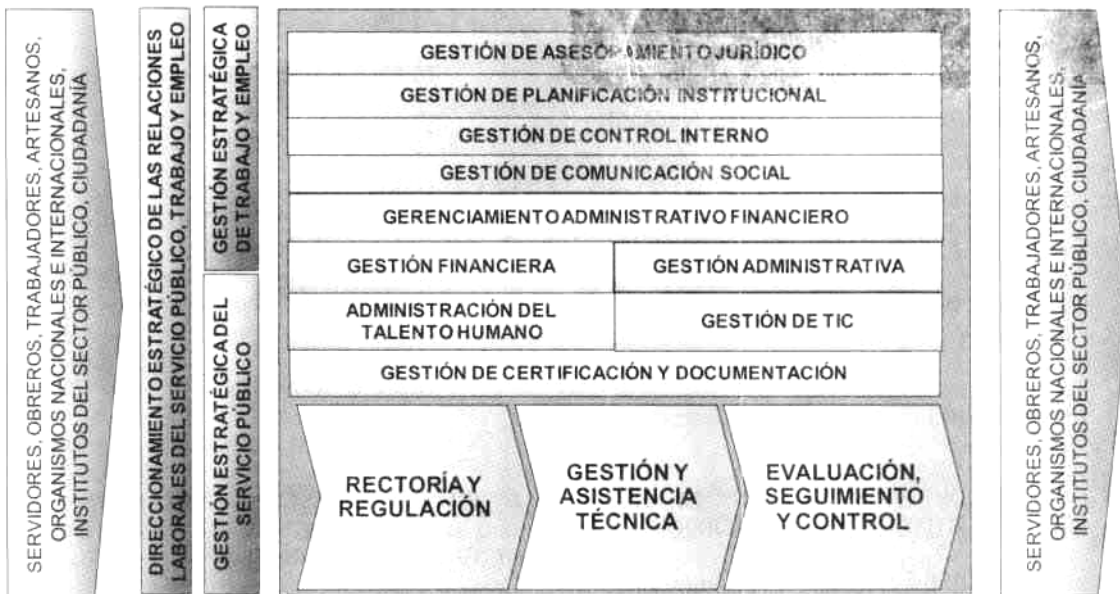 SERVIDORES, OBREROS, TRABAJADORES, ARTESANOS,
ORGANISMOS NACIONALES E INTERNACIONALES,
INSTITUTOS DEL SECTOR PÚBLICO, CIUDADANÍA
DIRECCIONAMIENTO ESTRATÉGICO DE LAS RELACIONES
LABORALES DEL SERVICIO PÚBLICO, TRABAJO Y EMPLEO
GESTIÓN ESTRATÉGICA
DE TRABAJO Y EMPLEO
GESTIÓN ESTRATÉGICA DEL
SERVICIO PÚBLICO
GESTIÓN DE ASESORAMIENTO JURÍDICO
GESTIÓN DE PLANIFICACIÓN INSTITUCIONAL
GESTIÓN DE CONTROL INTERNO
GESTIÓN DE COMUNICACIÓN SOCIAL
GERENCIAMIENTO ADMINISTRATIVO FINANCIERO
GESTIÓN FINANCIERA
GESTIÓN ADMINISTRATIVA
ADMINISTRACIÓN DEL
TALENTO HUMANO
GESTIÓN DE TIC
GESTIÓN DE CERTIFICACIÓN Y DOCUMENTACIÓN
RECTORÍA Y
REGULACIÓN
GESTIÓN Y
ASISTENCIA
TÉCNICA
EVALUACIÓN,
SEGUIMIENTO
Y CONTROL
SERVIDORES, OBREROS, TRABAJADORES, ARTESANOS,
ORGANISMOS NACIONALES E INTERNACIONALES,
INSTITUTOS DEL SECTOR PÚBLICO, CIUDADANÍA